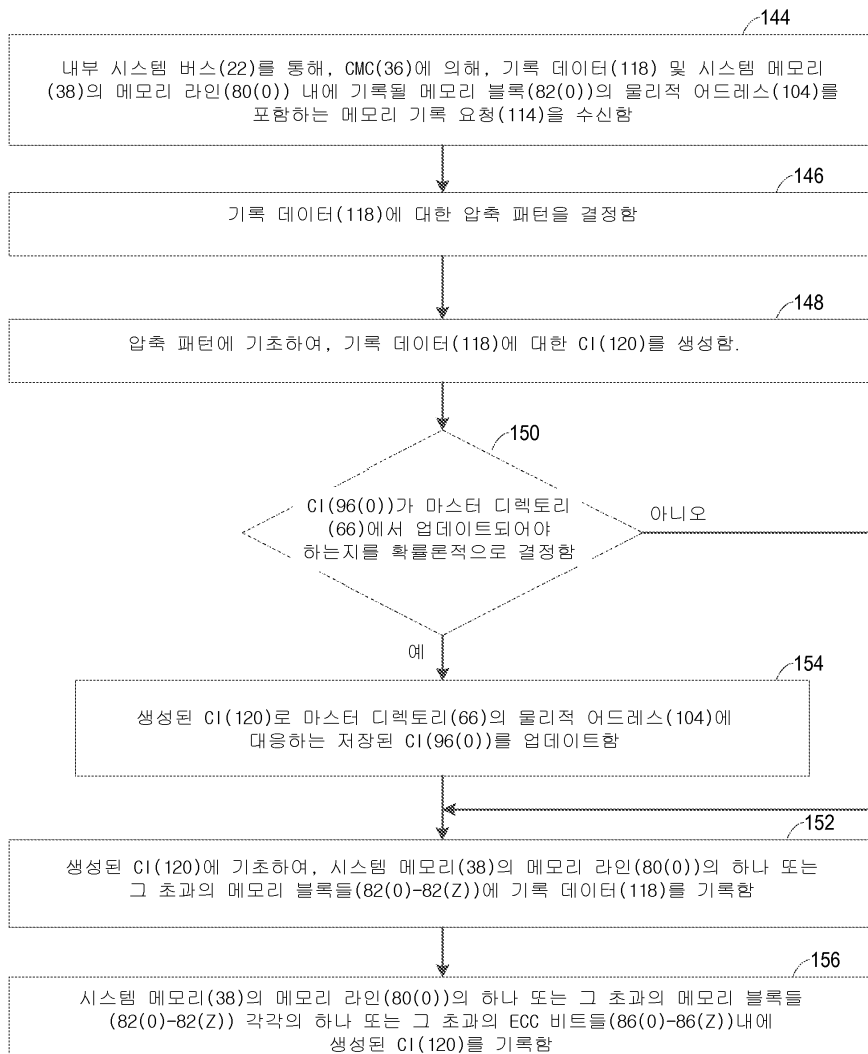 144
내부 시스템 버스(22)를 통해, CMC(36)에 의해, 기록 데이터(118) 및 시스템 메모리
(38)의 메모리 라인(80(0)) 내에 기록될 메모리 블록(82(0))의 물리적 어드레스(104)를
포함하는 메모리 기록 요청(114)을 수신함
146
기록 데이터(118)에 대한 압축 패턴을 결정함
148
압축 패턴에 기초하여, 기록 데이터(118)에 대한 CI(120)를 생성함.
150
CI(96(0))가 마스터 디렉토리
(66)에서 업데이트되어야
하는지를 확률론적으로 결정함
아니오
예
154
생성된 CI(120)로 마스터 디렉토리(66)의 물리적 어드레스(104)에
대응하는 저장된 CI(96(0))를 업데이트함
152
생성된 CI(120)에 기초하여, 시스템 메모리(38)의 메모리 라인(80(0))의 하나 또는
그 초과의 메모리 블록들(82(0)-82(Z))에 기록 데이터(118)를 기록함
156
시스템 메모리(38)의 메모리 라인(80(0))의 하나 또는 그 초과의 메모리 블록들
(82(0)-82(Z)) 각각의 하나 또는 그 초과의 ECC 비트들(86(0)-86(Z))내에
생성된 CI(120)를 기록함